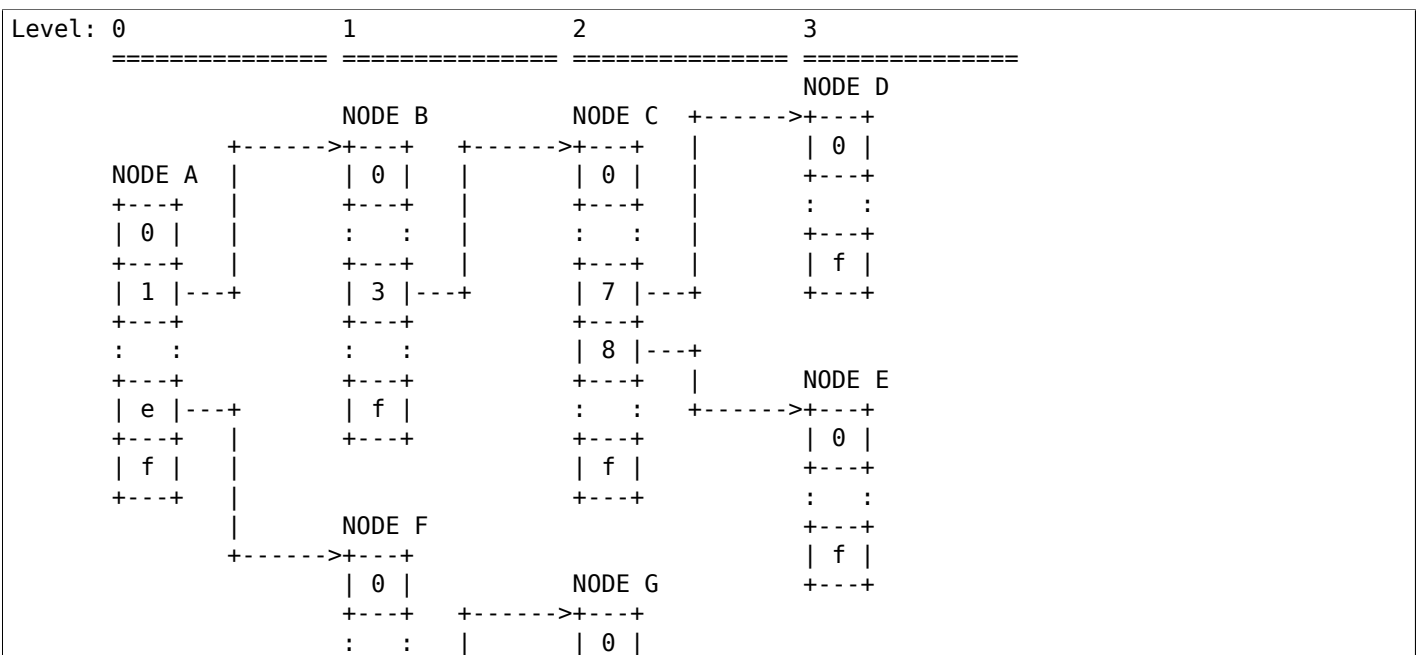 Level: 0               1               2               3
       =============== =============== =============== ===============
                                                       NODE D
                       NODE B          NODE C  +------>+---+
               +------>+---+   +------>+---+   |       | 0 |
       NODE A  |       | 0 |   |       | 0 |   |       +---+
       +---+   |       +---+   |       +---+   |       :   :
       | 0 |   |       :   :   |       :   :   |       +---+
       +---+   |       +---+   |       +---+   |       | f |
       | 1 |---+       | 3 |---+       | 7 |---+       +---+
       +---+           +---+           +---+
       :   :           :   :           | 8 |---+
       +---+           +---+           +---+   |       NODE E
       | e |---+       | f |           :   :   +------>+---+
       +---+   |       +---+           +---+           | 0 |
       | f |   |                       | f |           +---+
       +---+   |                       +---+           :   :
               |       NODE F                          +---+
               +------>+---+                           | f |
                       | 0 |           NODE G          +---+
                       +---+   +------>+---+
                       :   :   |       | 0 |